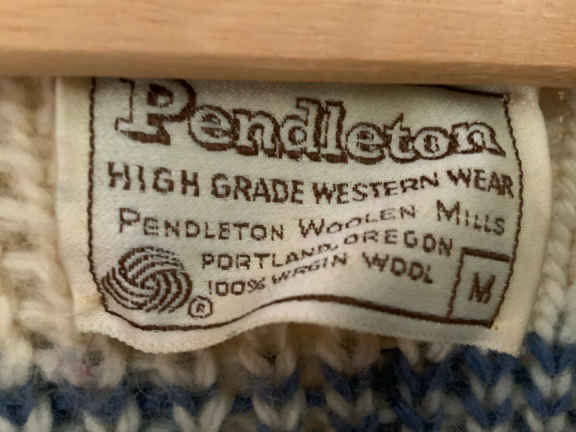 Pendleton
HIGH GRADE WESTERN WEAR
PENDLETON WOOLEN MILLS
PORTLAND, OREGON
100% VIRGIN WOOL
®
M